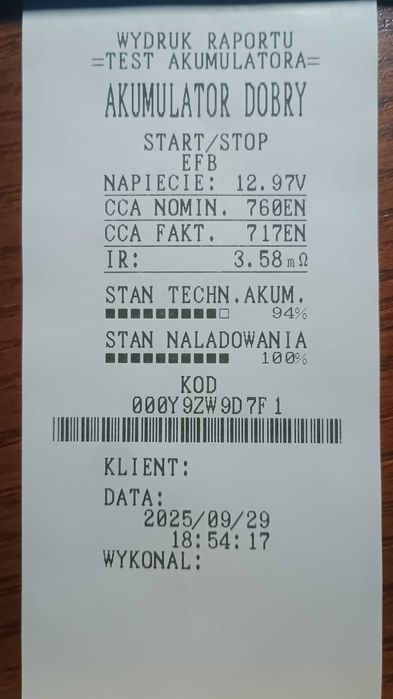 WYDRUK RAPORTU
=TEST AKUMULATORA=
AKUMULATOR DOBRY
START/STOP
EFB
NAPIECIE: 12.97V
CCA NOMIN. 760EN
CCA FAKT. 717EN
IR: 3.58mΩ
STAN TECHN.AKUM.
94%
STAN NALADOWANIA
100%
KOD
000Y9ZW9D7F1
KLIENT:
DATA:
2025/09/29
18:54:17
WYKONAL: